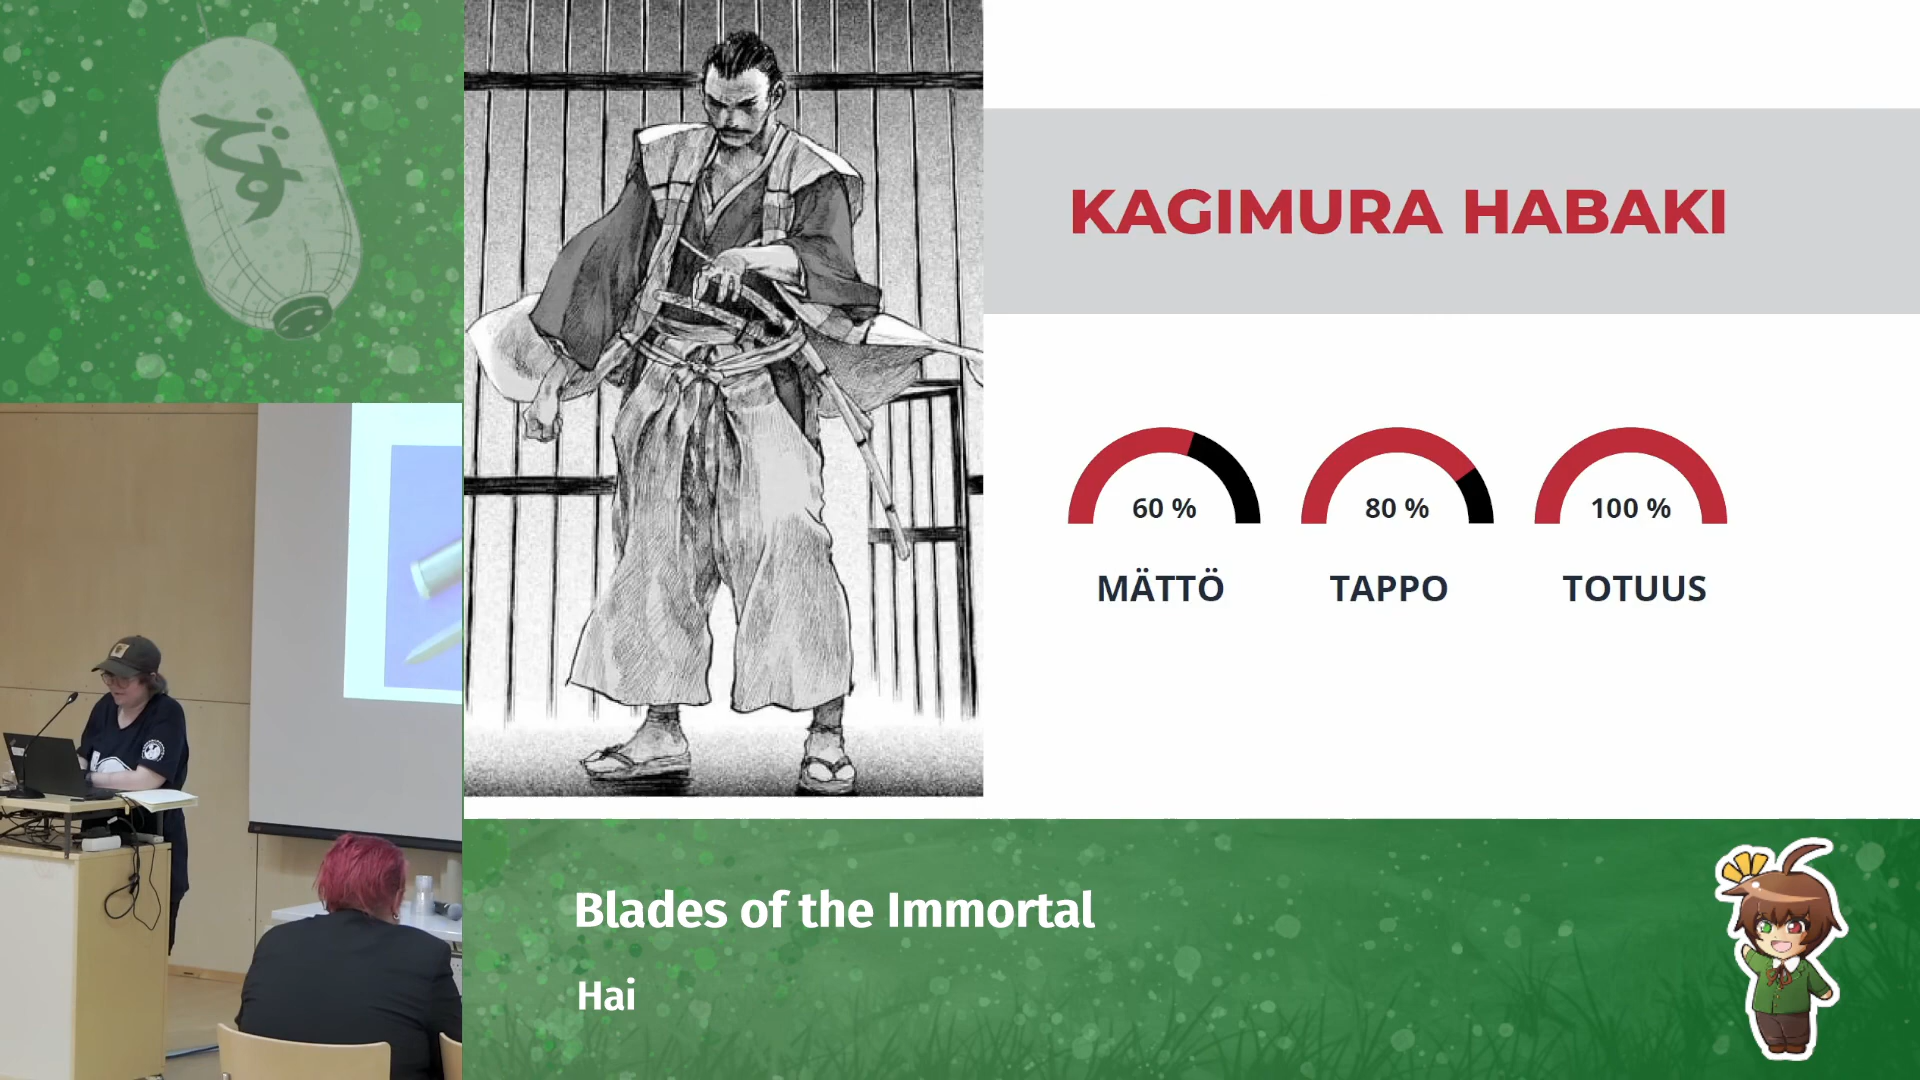 KAGIMURA HABAKI
60 %
80 %
100 %
MÄTTÖ
TAPPO
TOTUUS
Blades of the Immortal
Hai